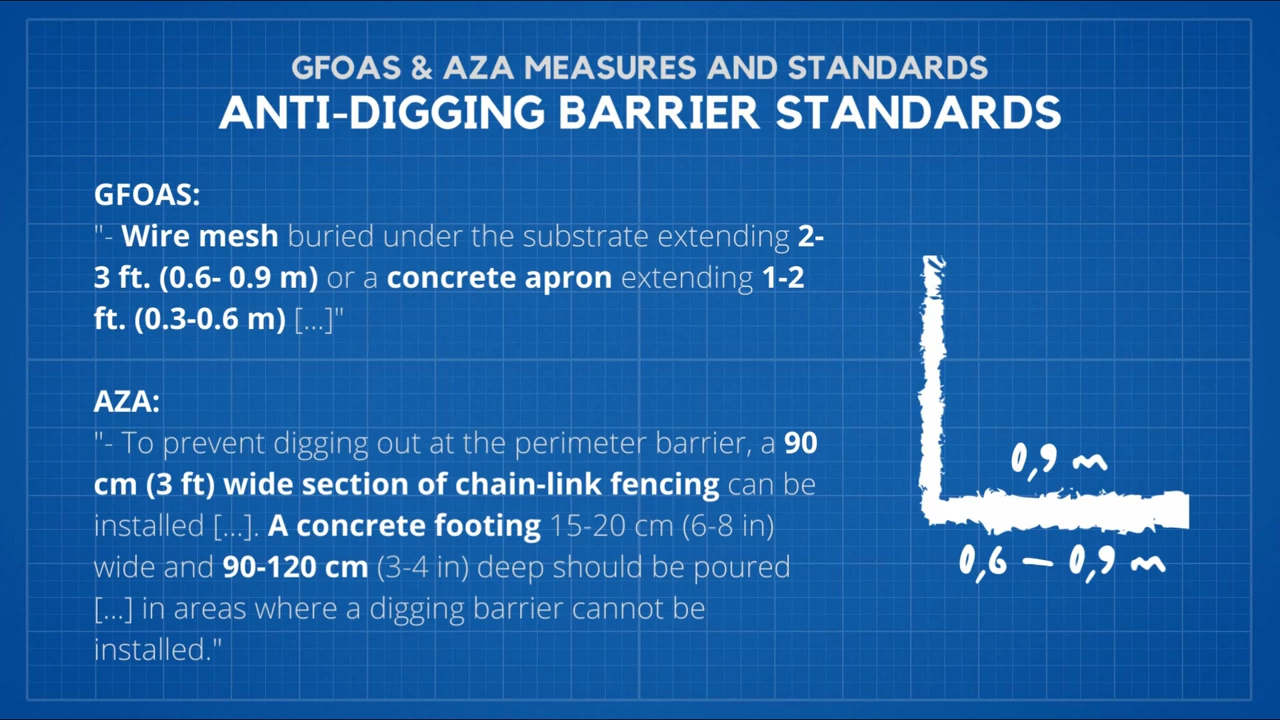 GFOAS & AZA MEASURES AND STANDARDS
ANTI-DIGGING BARRIER STANDARDS
GFOAS:
"- Wire mesh buried under the substrate extending 2-
3 ft. (0.6- 0.9 m) or a concrete apron extending 1-2
ft. (0.3-0.6 m) [...]"
AZA:
"- To prevent digging out at the perimeter barrier, a 90
cm (3 ft) wide section of chain-link fencing can be
installed [...]. A concrete footing 15-20 cm (6-8 in)
wide and 90-120 cm (3-4 in) deep should be poured
[...] in areas where a digging barrier cannot be
installed."
0,9 m
0,6 – 0,9 m